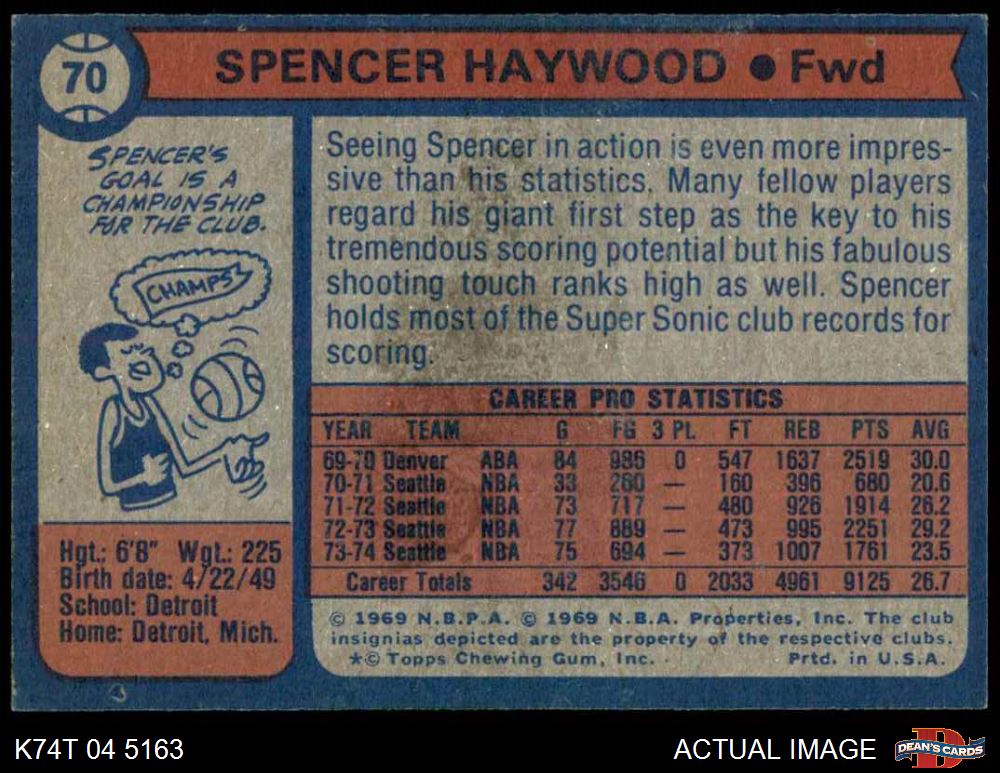 70
SPENCER HAYWOOD ● Fwd
SPENCER'S
GOAL IS A
CHAMPIONSHIP
FOR THE CLUB.
CHAMPS
Hgt.: 6'8" Wgt.: 225
Birth date: 4/22/49
School: Detroit
Home: Detroit, Mich.
Seeing Spencer in action is even more impres-
sive than his statistics. Many fellow players
regard his giant first step as the key to his
tremendous scoring potential but his fabulous
shooting touch ranks high as well. Spencer
holds most of the Super Sonic club records for
scoring.
CAREER PRO STATISTICS
YEAR TEAM G FG 3 PL. FT REB PTS AVG
69-70 Denver ABA 84 986 0 547 1637 2519 30.0
70-71 Seattle NBA 33 260 — 160 396 680 20.6
71-72 Seattle NBA 73 717 — 480 926 1914 26.2
72-73 Seattle NBA 77 889 — 473 995 2251 29.2
73-74 Seattle NBA 75 694 — 373 1007 1761 23.5
Career Totals 342 3546 0 2033 4961 9125 26.7
© 1969 N.B.P.A. © 1969 N.B.A. Properties, Inc. The club
insignias depicted are the property of the respective clubs.
*© Topps Chewing Gum, Inc. Prtd. in U.S.A.
K74T 04 5163
ACTUAL IMAGE
D
DEAN'S CARDS